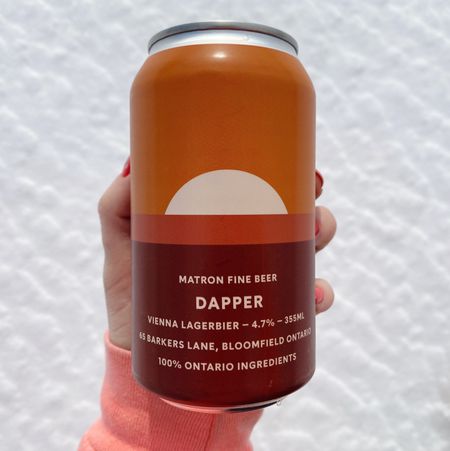 MATRON FINE BEER
DAPPER
VIENNA LAGERBIER – 4.7% – 355ML
65 BARKERS LANE, BLOOMFIELD ONTARIO
100% ONTARIO INGREDIENTS